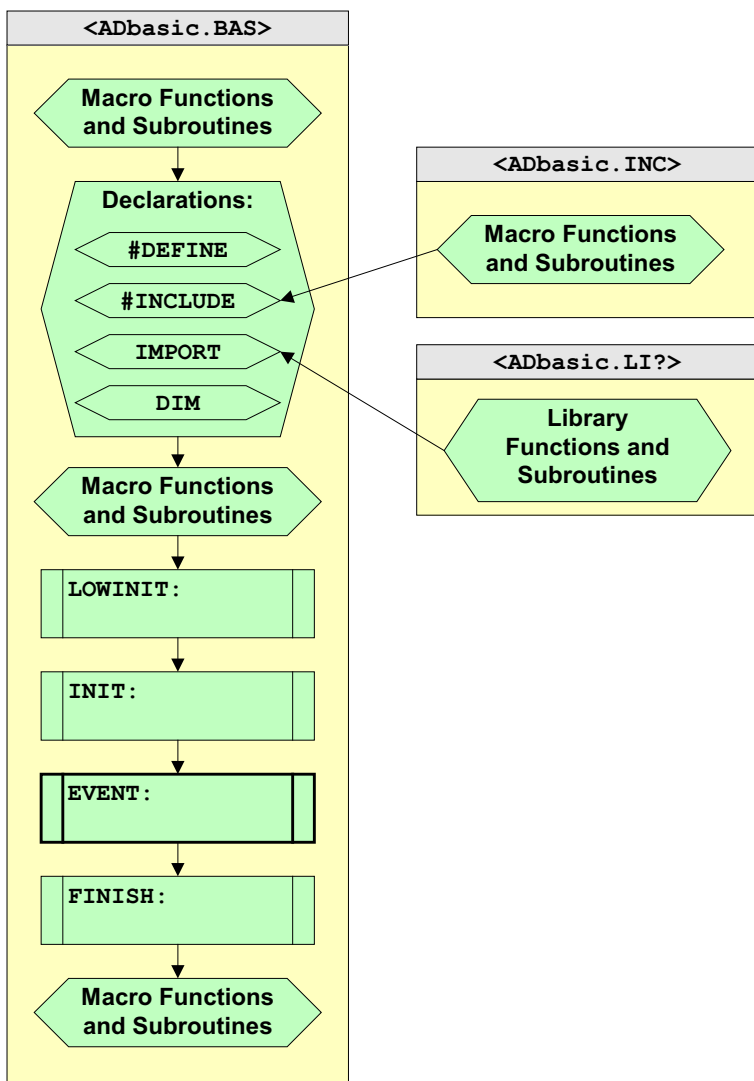 <ADbasic.BAS>
Macro Functions
and Subroutines
Declarations:
#DEFINE
#INCLUDE
IMPORT
DIM
Macro Functions
and Subroutines
LOWINIT:
INIT:
EVENT:
FINISH:
Macro Functions
and Subroutines
<ADbasic.INC>
Macro Functions
and Subroutines
<ADbasic.LI?>
Library
Functions and
Subroutines